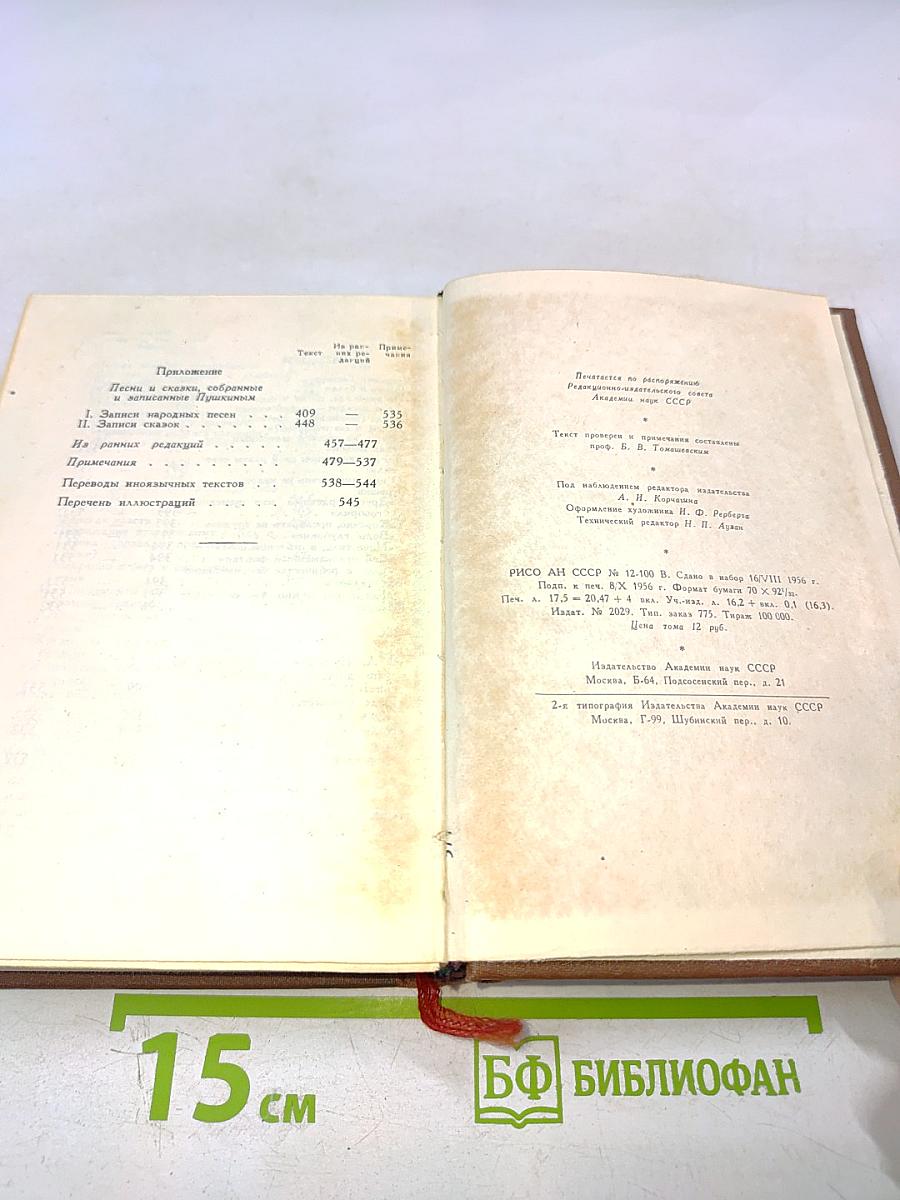 Текст
Из ран-
них ре-
дакций
Приме-
чания
Приложение
Песни и сказки, собранные
и записанные Пушкиным
I. Записи народных песен . . . 409 — 535
II. Записи сказок . . . . . . . 448 — 536
Из ранних редакций . . . . . . 457—477
Примечания . . . . . . . . . . 479—537
Переводы иноязычных текстов . . 538—544
Перечень иллюстраций . . . . . . 545
Печатается по распоряжению
Редакционно-издательского совета
Академии наук СССР
*
Текст проверен и примечания составлены
проф. Б. В. Томашевским
*
Под наблюдением редактора издательства
А. И. Корчагина
Оформление художника И. Ф. Рерберга
Технический редактор Н. П. Аузан
*
РИСО АН СССР № 12-100 В. Сдано в набор 16/VIII 1956 г.
Подп. к печ. 8/X 1956 г. Формат бумаги 70 × 92¹/₃₂.
Печ. л. 17,5 = 20,47 + 4 вкл. Уч.-изд. л. 16,2 + вкл. 0,1 (16,3).
Издат. № 2029. Тип. заказ 775. Тираж 100 000.
Цена тома 12 руб.
*
Издательство Академии наук СССР
Москва, Б-64, Подсосенский пер., д. 21
2-я типография Издательства Академии наук СССР
Москва, Г-99, Шубинский пер., д. 10.
15 см
БФ БИБЛИОФАН